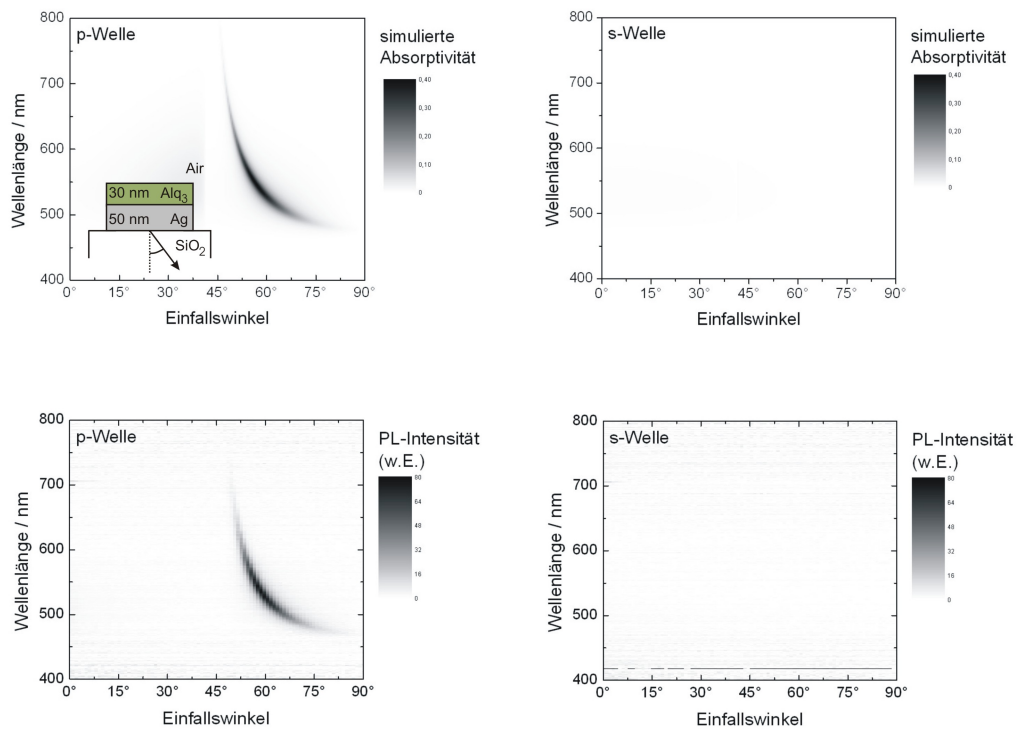 p-Welle
simulierte
Absorptivität
0,40
0,30
0,20
0,10
0
Wellenlänge / nm
800
700
600
500
400
Air
30 nm Alq3
50 nm Ag
SiO2
0° 15° 30° 45° 60° 75° 90°
Einfallswinkel
s-Welle
simulierte
Absorptivität
0,40
0,30
0,20
0,10
0
Wellenlänge / nm
800
700
600
500
400
0° 15° 30° 45° 60° 75° 90°
Einfallswinkel
p-Welle
PL-Intensität
(w.E.)
80
64
48
32
16
0
Wellenlänge / nm
800
700
600
500
400
0° 15° 30° 45° 60° 75° 90°
Einfallswinkel
s-Welle
PL-Intensität
(w.E.)
80
64
48
32
16
0
Wellenlänge / nm
800
700
600
500
400
0° 15° 30° 45° 60° 75° 90°
Einfallswinkel